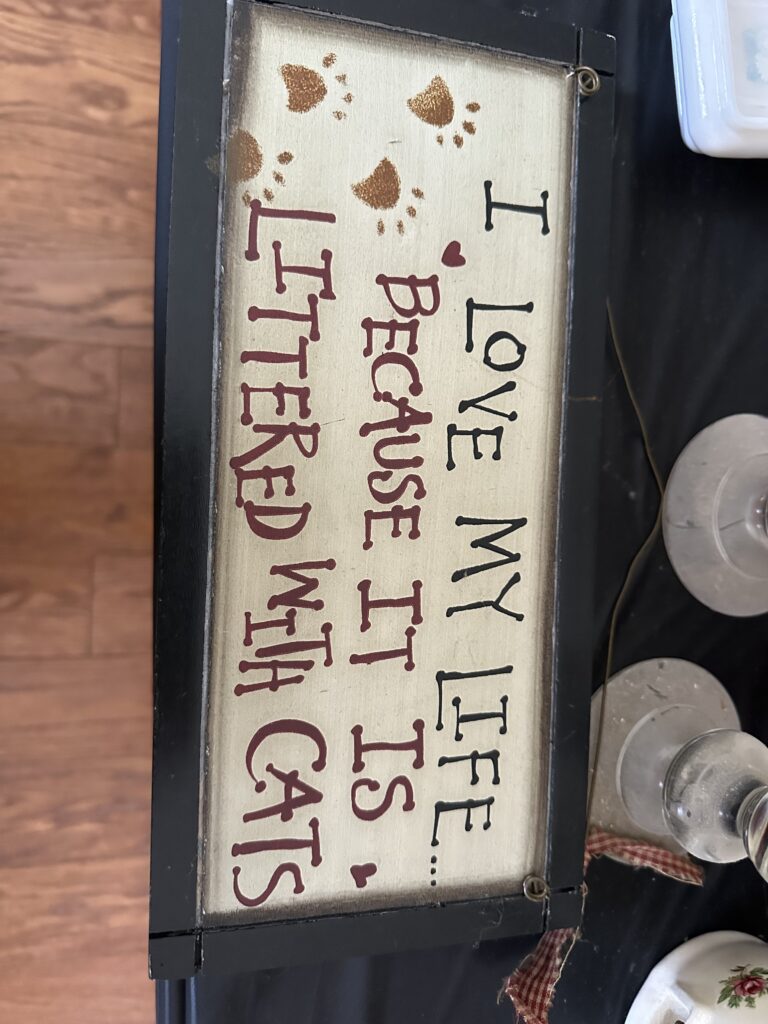 I LOVE MY LIFE...
BECAUSE IT IS
LITTERED WITH CATS